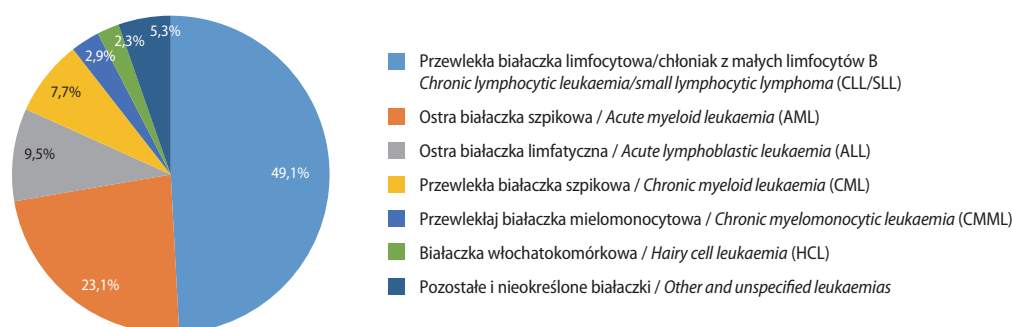 5,3%
2,3%
2,9%
7,7%
9,5%
49,1%
23,1%
Przewlekła białaczka limfocytowa/chłoniak z małych limfocytów B
Chronic lymphocytic leukaemia/small lymphocytic lymphoma (CLL/SLL)
Ostra białaczka szpikowa / Acute myeloid leukaemia (AML)
Ostra białaczka limfatyczna / Acute lymphoblastic leukaemia (ALL)
Przewlekła białaczka szpikowa / Chronic myeloid leukaemia (CML)
Przewlekłaj białaczka mielomonocytowa / Chronic myelomonocytic leukaemia (CMML)
Białaczka włochatokomórkowa / Hairy cell leukaemia (HCL)
Pozostałe i nieokreślone białaczki / Other and unspecified leukaemias